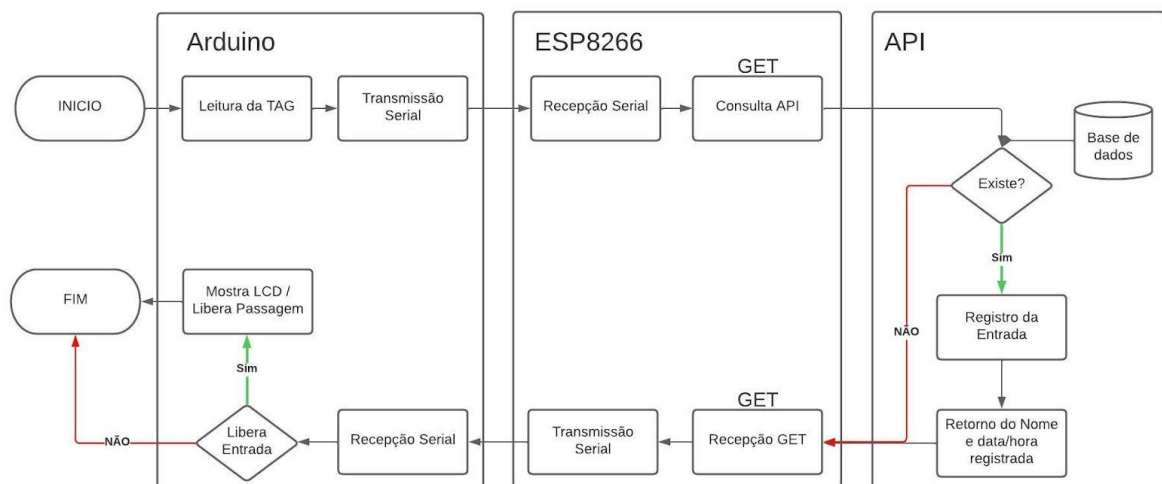 Arduino
ESP8266
API
GET
INICIO
Leitura da TAG
Transmissão
Serial
Recepção Serial
Consulta API
Base de
dados
Existe?
Sim
FIM
Mostra LCD /
Libera Passagem
Registro da
Entrada
NÃO
Sim
GET
NÃO
Libera
Entrada
Recepção Serial
Transmissão
Serial
Recepção GET
Retorno do Nome
e data/hora
registrada